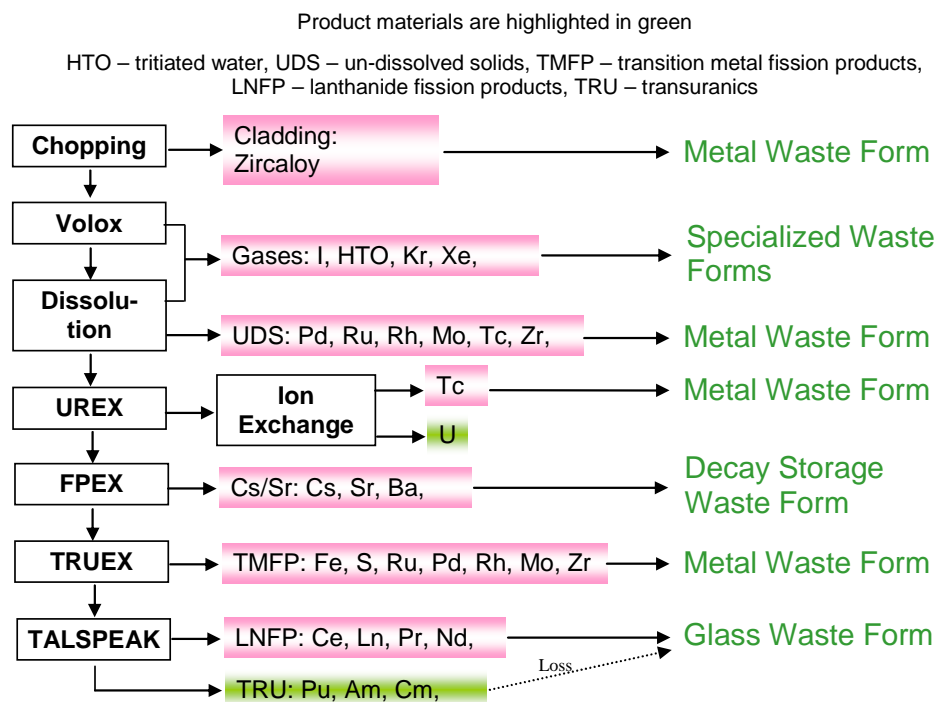 Product materials are highlighted in green
HTO – tritiated water, UDS – un-dissolved solids, TMFP – transition metal fission products,
LNFP – lanthanide fission products, TRU – transuranics
Chopping
Cladding:
Zircaloy
Metal Waste Form
Volox
Gases: I, HTO, Kr, Xe,
Specialized Waste
Forms
Dissolu-
tion
UDS: Pd, Ru, Rh, Mo, Tc, Zr,
Metal Waste Form
UREX
Ion
Exchange
Tc
Metal Waste Form
U
FPEX
Cs/Sr: Cs, Sr, Ba,
Decay Storage
Waste Form
TRUEX
TMFP: Fe, S, Ru, Pd, Rh, Mo, Zr
Metal Waste Form
TALSPEAK
LNFP: Ce, Ln, Pr, Nd,
Glass Waste Form
Loss
TRU: Pu, Am, Cm,